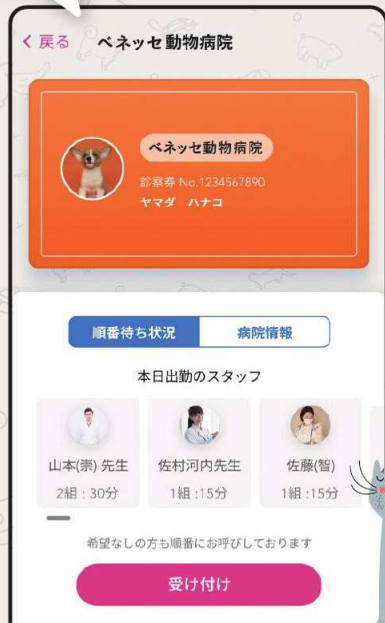 戻る ベネッセ動物病院
ベネッセ動物病院
診察券 No.1234567890
ヤマダ ハナコ
順番待ち状況 病院情報
本日出勤のスタッフ
山本(崇) 先生 佐村河内先生 佐藤(智)
2組 : 30分 1組 :15分 1組 :15分
希望なしの方も順番にお呼びしております
受け付け